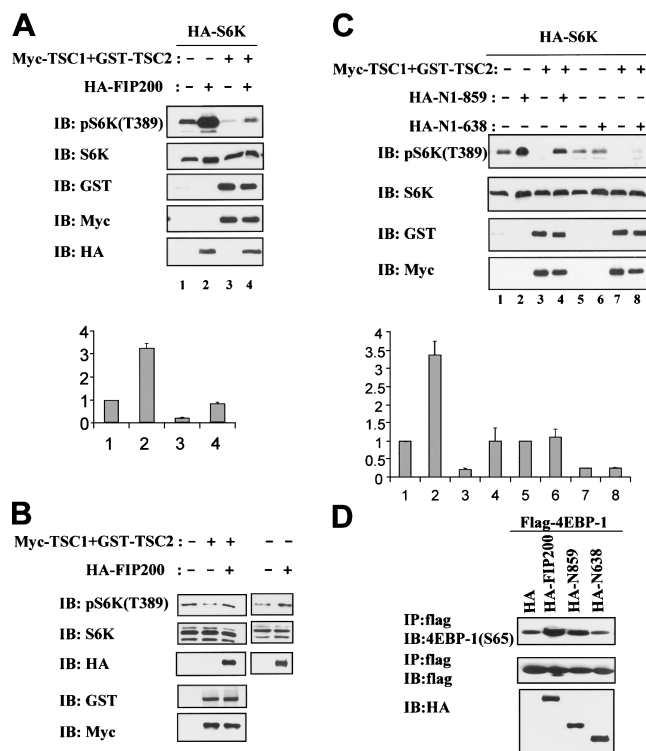 A
HA-S6K
Myc-TSC1+GST-TSC2 : - - + +
HA-FIP200 : - + - +
IB: pS6K(T389)
IB: S6K
IB: GST
IB: Myc
IB: HA
1 2 3 4
4
3
2
1
0
1 2 3 4
B
Myc-TSC1+GST-TSC2 : - + + - -
HA-FIP200 : - - + - +
IB: pS6K(T389)
IB: S6K
IB: HA
IB: GST
IB: Myc
C
HA-S6K
Myc-TSC1+GST-TSC2 : - - + + - - + +
HA-N1-859 : - + - + - - - -
HA-N1-638 : - - - - - + - +
IB: pS6K(T389)
IB: S6K
IB: GST
IB: Myc
1 2 3 4 5 6 7 8
4
3.5
3
2.5
2
1.5
1
0.5
0
1 2 3 4 5 6 7 8
D
Flag-4EBP-1
HA HA-FIP200 HA-N859 HA-N638
IP:flag
IB:4EBP-1(S65)
IP:flag
IB:flag
IB:HA